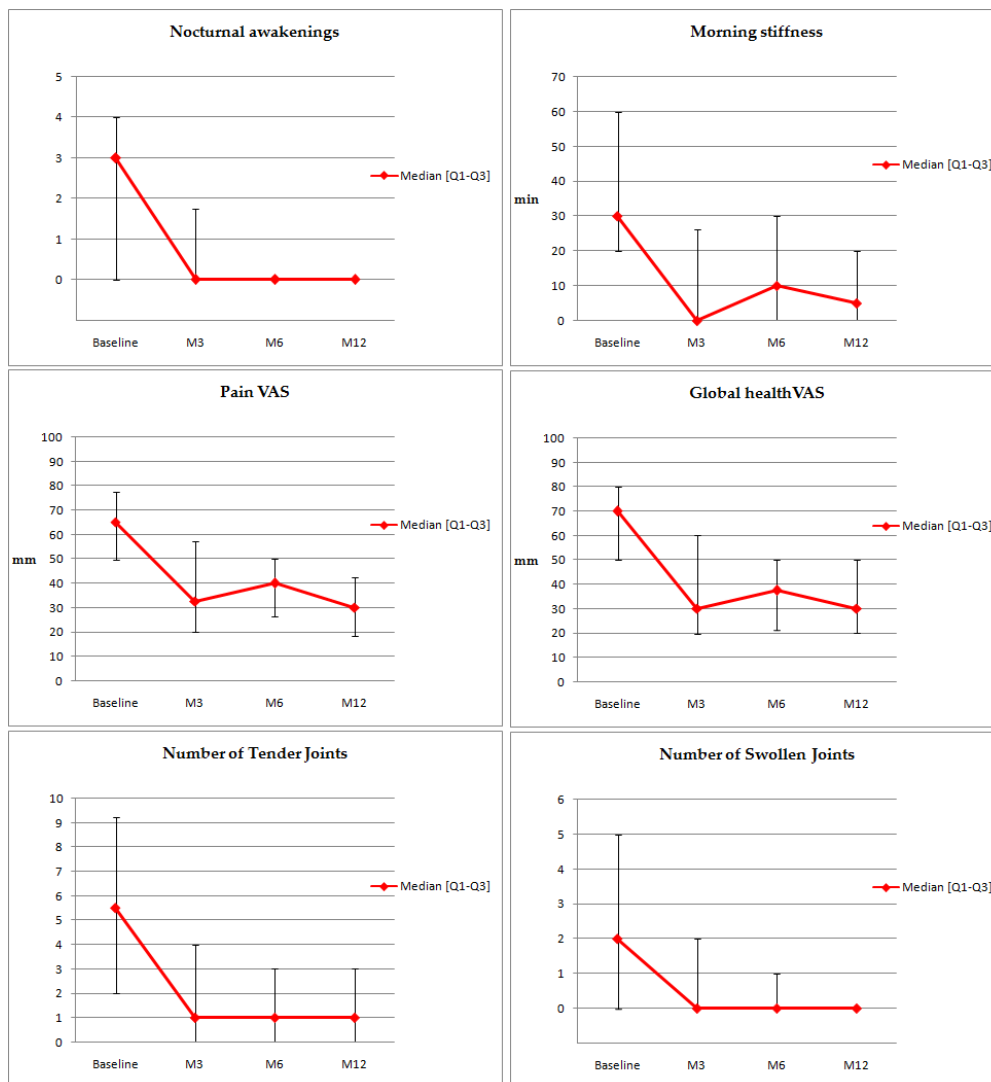 Nocturnal awakenings
5
4
3
2
1
0
Baseline M3 M6 M12
Median [Q1-Q3]
Morning stiffness
70
60
50
40
30
20
10
0
min
Baseline M3 M6 M12
Median [Q1-Q3]
Pain VAS
100
90
80
70
60
50
40
30
20
10
0
mm
Baseline M3 M6 M12
Median [Q1-Q3]
Global healthVAS
100
90
80
70
60
50
40
30
20
10
0
mm
Baseline M3 M6 M12
Median [Q1-Q3]
Number of Tender Joints
10
9
8
7
6
5
4
3
2
1
0
Baseline M3 M6 M12
Median [Q1-Q3]
Number of Swollen Joints
6
5
4
3
2
1
0
Baseline M3 M6 M12
Median [Q1-Q3]